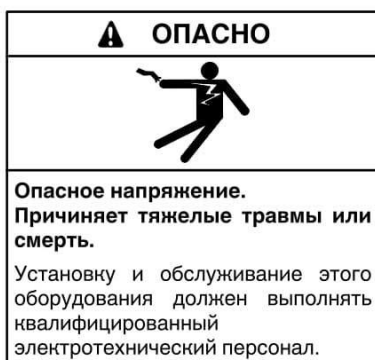 ОПАСНО
Опасное напряжение.
Причиняет тяжелые травмы или
смерть.
Установку и обслуживание этого
оборудования должен выполнять
квалифицированный
электротехнический персонал.